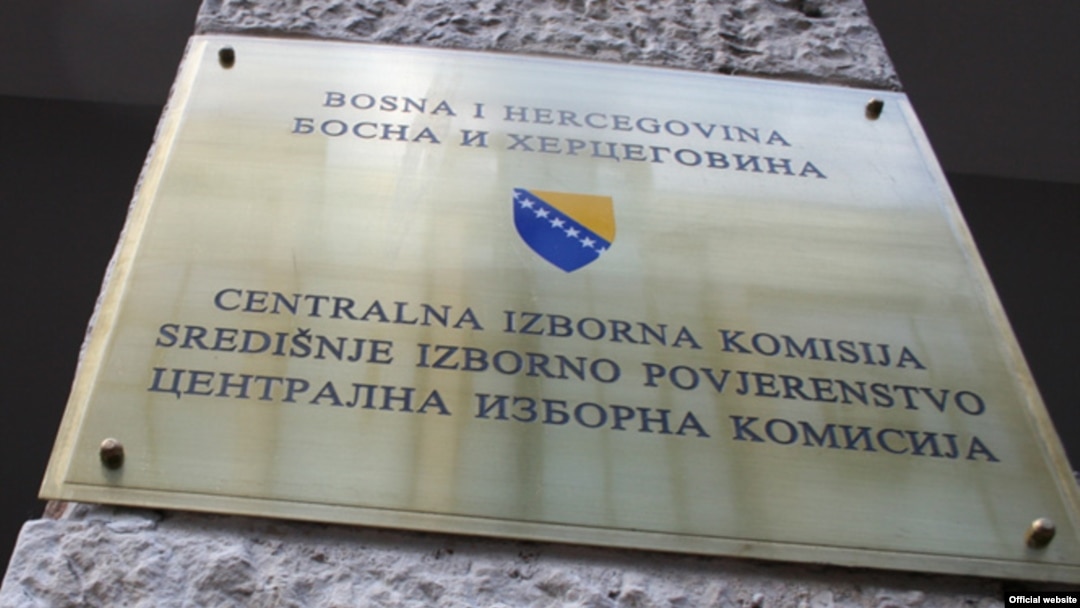 BOSNA I HERCEGOVINA
БОСНА И ХЕРЦЕГОВИНА
CENTRALNA IZBORNA KOMISIJA
SREDIŠNJE IZBORNO POVJERENSTVO
ЦЕНТРАЛНА ИЗБОРНА КОМИСИЈА
Official website